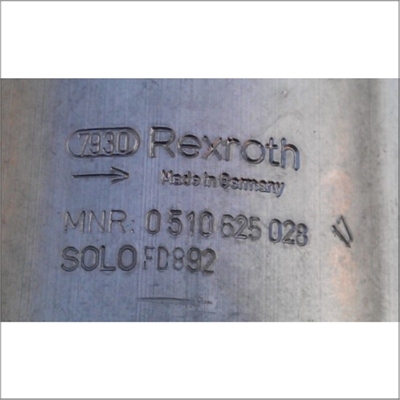 7930 Rexroth
Made in Germany
MNR: 0 510 625 028
SOLO FD892